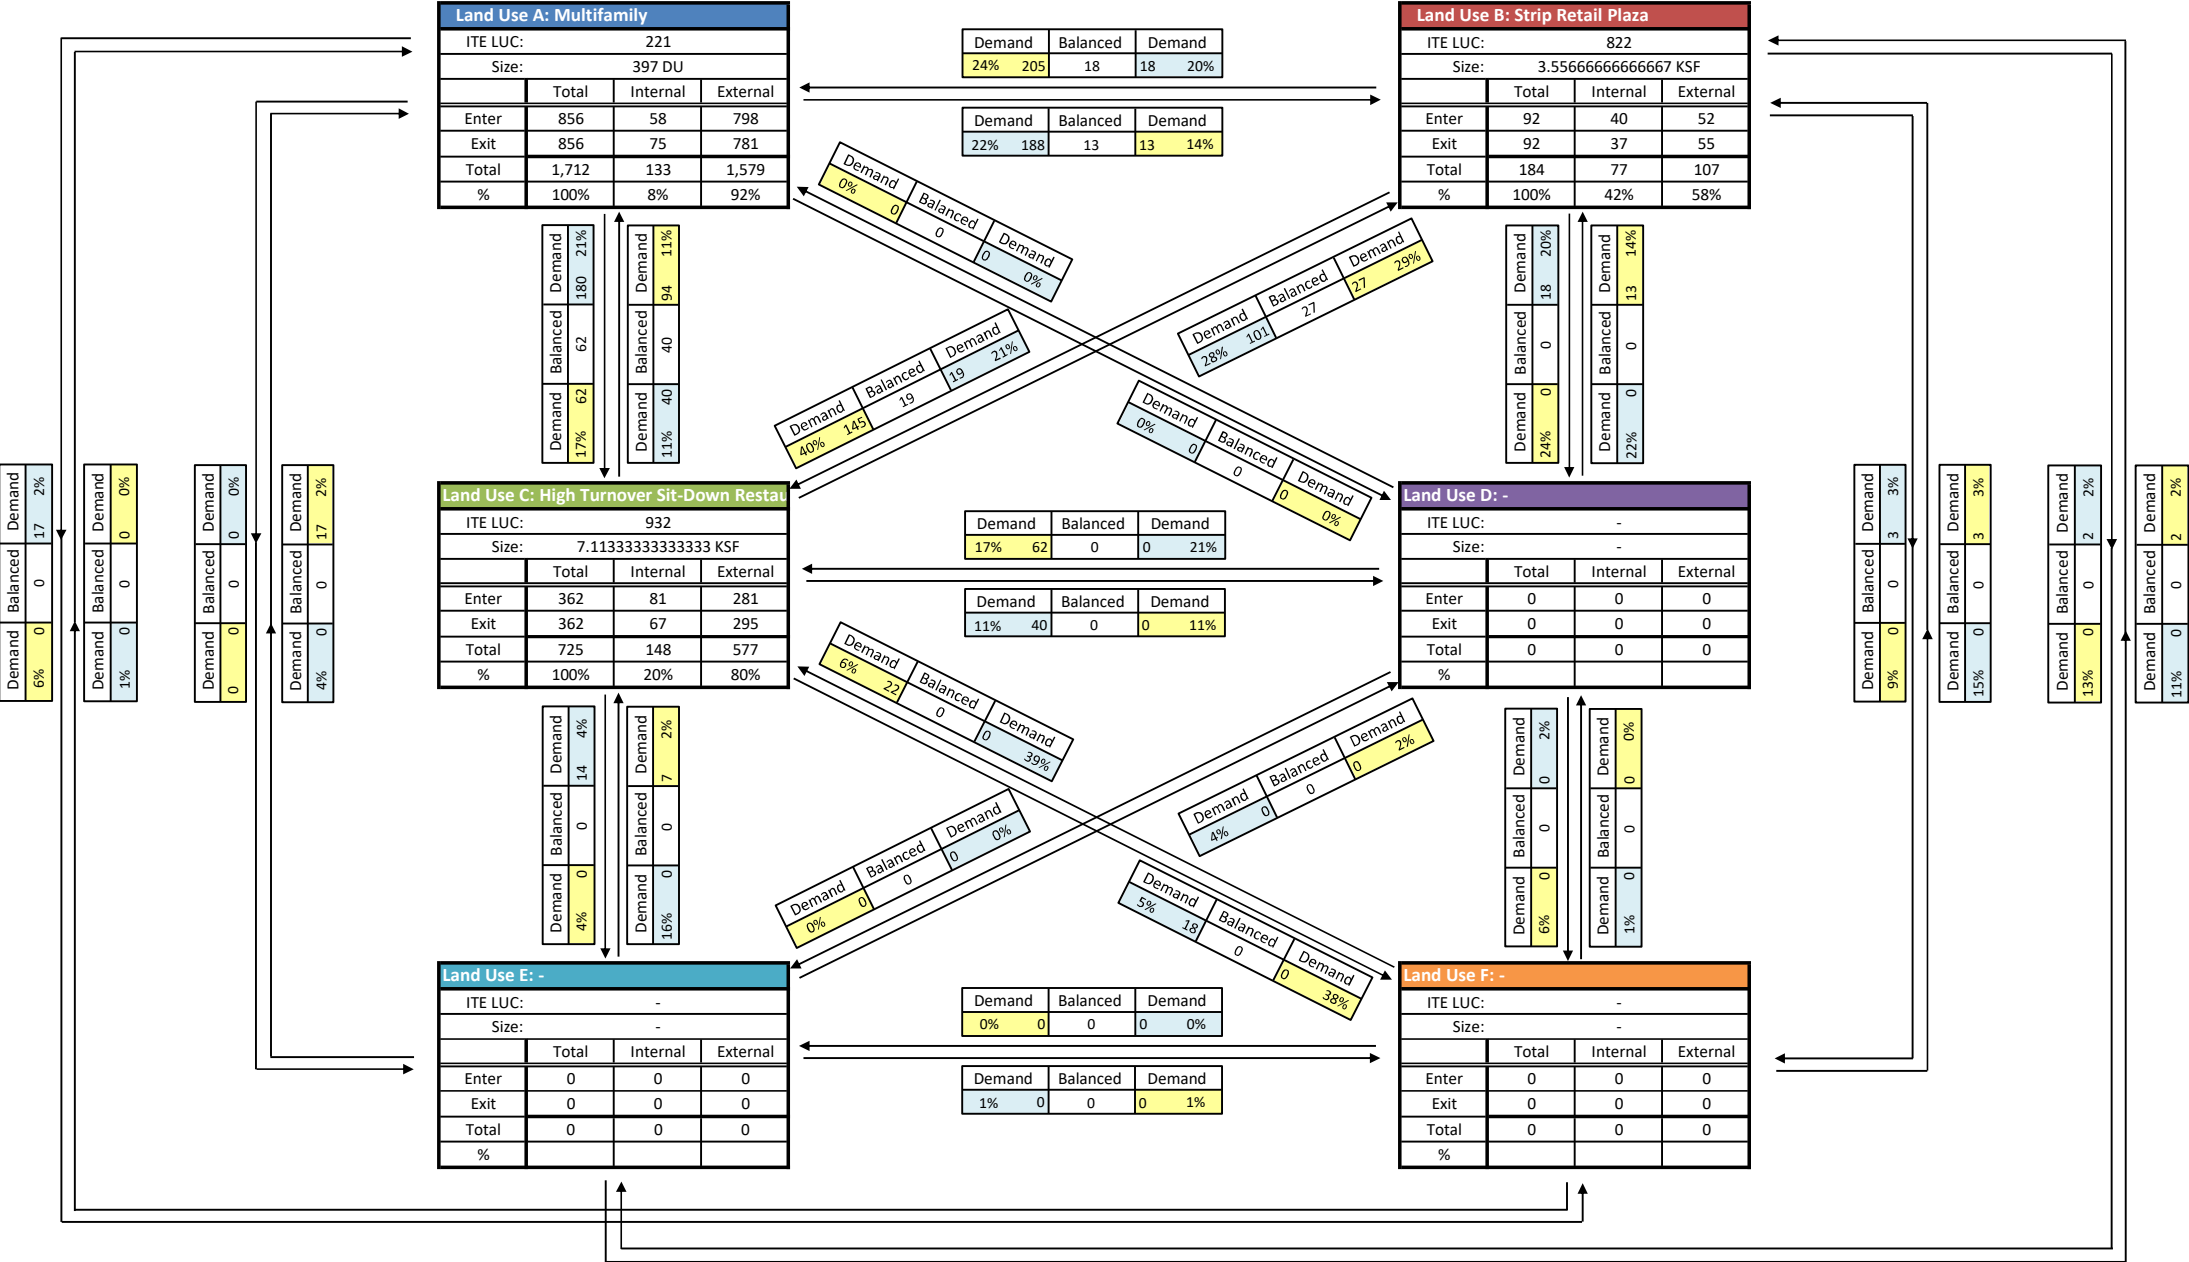 Land Use A: Multifamily
ITE LUC: 221
Size: 397 DU
Total Internal External
Enter 856 58 798
Exit 856 75 781
Total 1,712 133 1,579
% 100% 8% 92%
Demand Balanced Demand
24% 205 18 18 20%
Demand Balanced Demand
22% 188 13 13 14%
Land Use B: Strip Retail Plaza
ITE LUC: 822
Size: 3.55666666666667 KSF
Total Internal External
Enter 92 40 52
Exit 92 37 55
Total 184 77 107
% 100% 42% 58%
Demand Balanced Demand
0% 0 0 0 0%
Demand Balanced Demand
180 21% 62 17% 62
Demand Balanced Demand
94 11% 40 11% 40
Demand Balanced Demand
40% 145 19 19 21%
Demand Balanced Demand
28% 101 27 27 29%
Demand Balanced Demand
0% 0 0 0 0%
Demand Balanced Demand
18 20% 0 24% 0
Demand Balanced Demand
13 14% 0 22% 0
Demand Balanced Demand
17 2% 0 6% 0
Demand Balanced Demand
0 0% 0 1% 0
Demand Balanced Demand
0 0% 0 0 0
Demand Balanced Demand
17 2% 0 4% 0
Land Use C: High Turnover Sit-Down Restau
ITE LUC: 932
Size: 7.11333333333333 KSF
Total Internal External
Enter 362 81 281
Exit 362 67 295
Total 725 148 577
% 100% 20% 80%
Demand Balanced Demand
17% 62 0 0 21%
Demand Balanced Demand
11% 40 0 0 11%
Land Use D: -
ITE LUC: -
Size: -
Total Internal External
Enter 0 0 0
Exit 0 0 0
Total 0 0 0
%
Demand Balanced Demand
3 3% 0 9% 0
Demand Balanced Demand
3 3% 0 15% 0
Demand Balanced Demand
2 2% 0 13% 0
Demand Balanced Demand
2 2% 0 11% 0
Demand Balanced Demand
14 4% 0 4% 0
Demand Balanced Demand
7 2% 0 16% 0
Demand Balanced Demand
6% 22 0 0 39%
Demand Balanced Demand
0% 0 0 0 0%
Demand Balanced Demand
4% 0 0 0 2%
Demand Balanced Demand
5% 18 0 0 38%
Demand Balanced Demand
0 2% 0 6% 0
Demand Balanced Demand
0 0% 0 1% 0
Land Use E: -
ITE LUC: -
Size: -
Total Internal External
Enter 0 0 0
Exit 0 0 0
Total 0 0 0
%
Demand Balanced Demand
0% 0 0 0 0%
Demand Balanced Demand
1% 0 0 0 1%
Land Use F: -
ITE LUC: -
Size: -
Total Internal External
Enter 0 0 0
Exit 0 0 0
Total 0 0 0
%